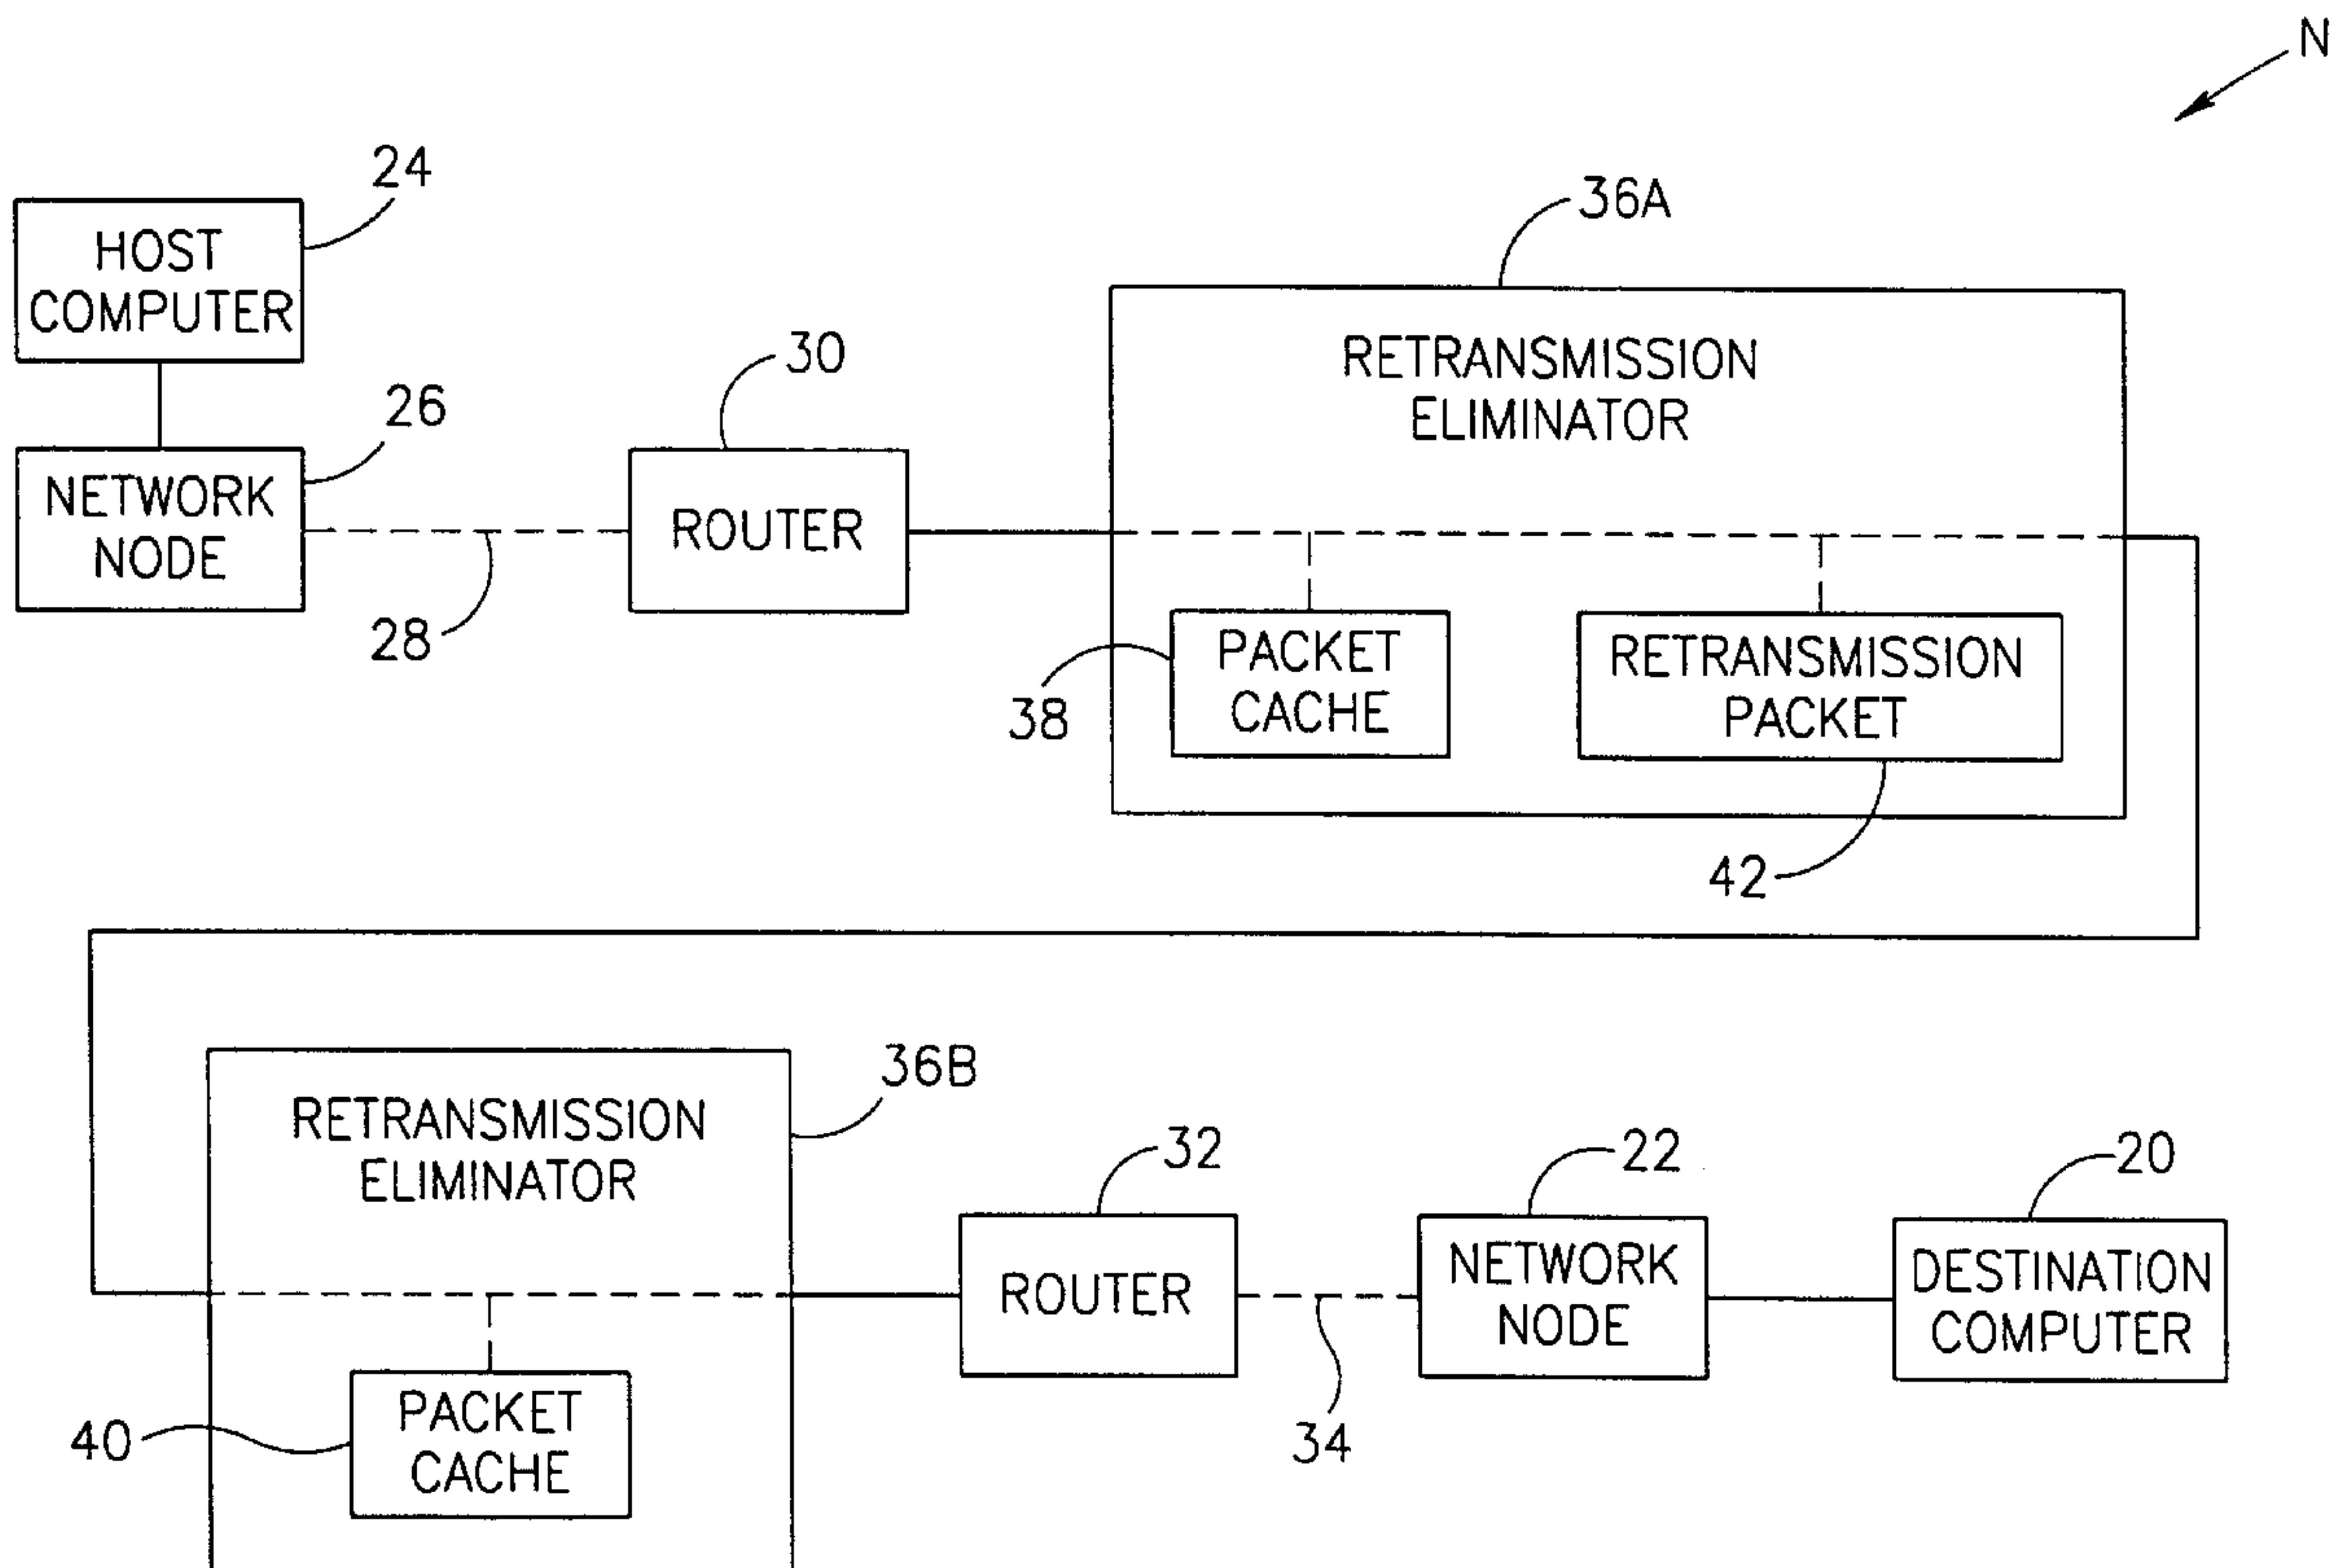 N
24
HOST
COMPUTER
26
NETWORK
NODE
28
30
ROUTER
36A
RETRANSMISSION
ELIMINATOR
38
PACKET
CACHE
RETRANSMISSION
PACKET
42
36B
RETRANSMISSION
ELIMINATOR
40
PACKET
CACHE
32
ROUTER
34
22
NETWORK
NODE
20
DESTINATION
COMPUTER